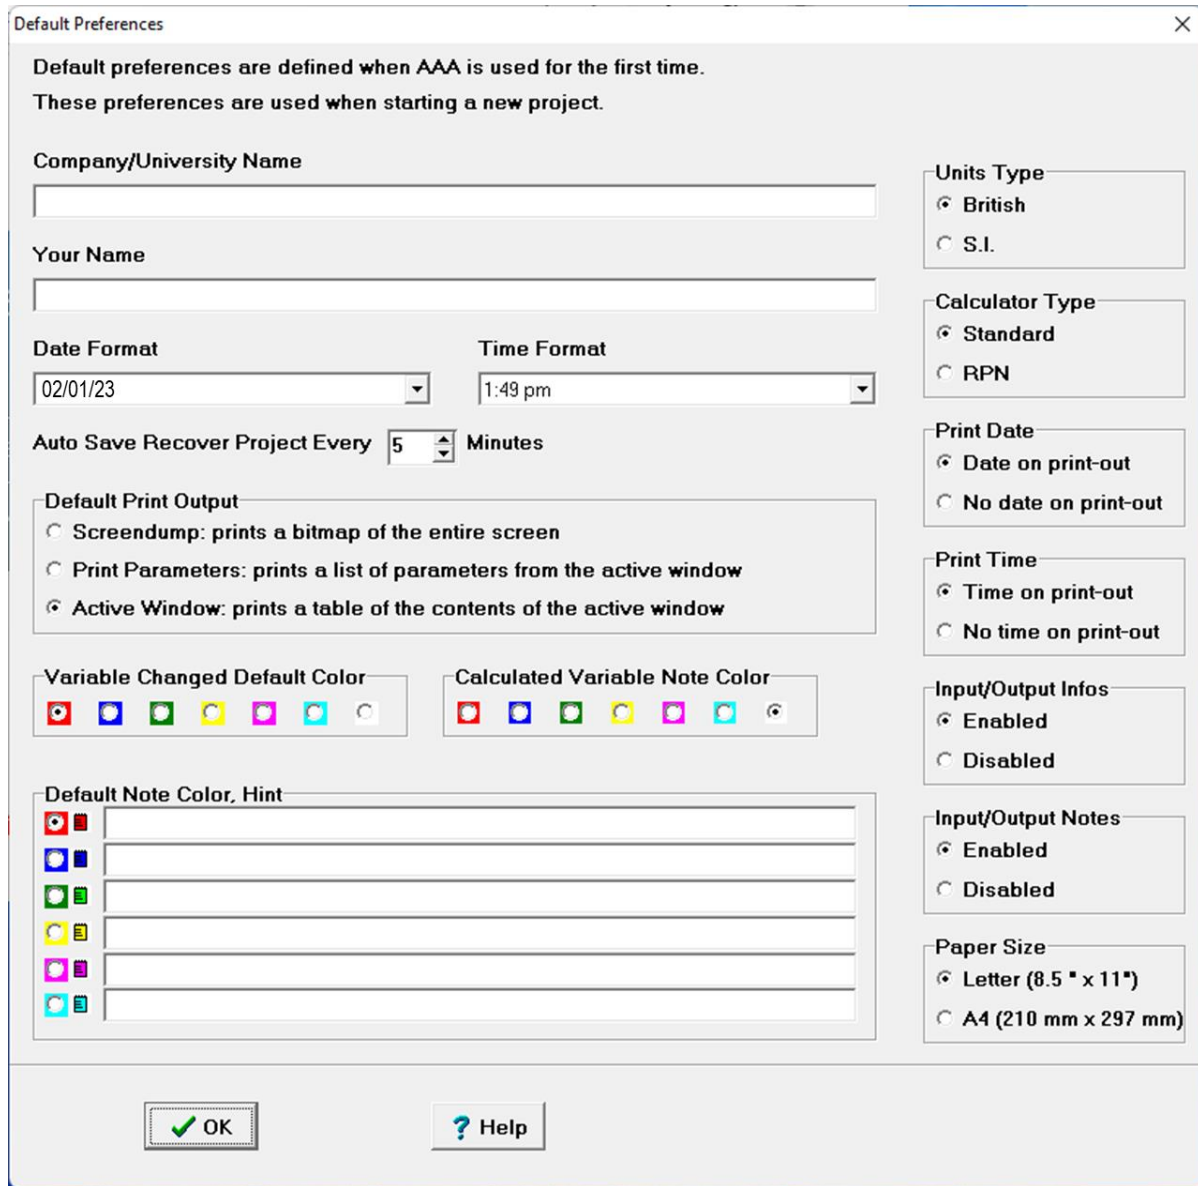 Default Preferences
Default preferences are defined when AAA is used for the first time.
These preferences are used when starting a new project.
Company/University Name
Your Name
Date Format
Time Format
02/01/23
1:49 pm
Auto Save Recover Project Every 5 Minutes
Default Print Output
Screendump: prints a bitmap of the entire screen
Print Parameters: prints a list of parameters from the active window
Active Window: prints a table of the contents of the active window
Variable Changed Default Color
Calculated Variable Note Color
Default Note Color, Hint
Units Type
British
S.I.
Calculator Type
Standard
RPN
Print Date
Date on print-out
No date on print-out
Print Time
Time on print-out
No time on print-out
Input/Output Infos
Enabled
Disabled
Input/Output Notes
Enabled
Disabled
Paper Size
Letter (8.5 " x 11")
A4 (210 mm x 297 mm)
OK
? Help